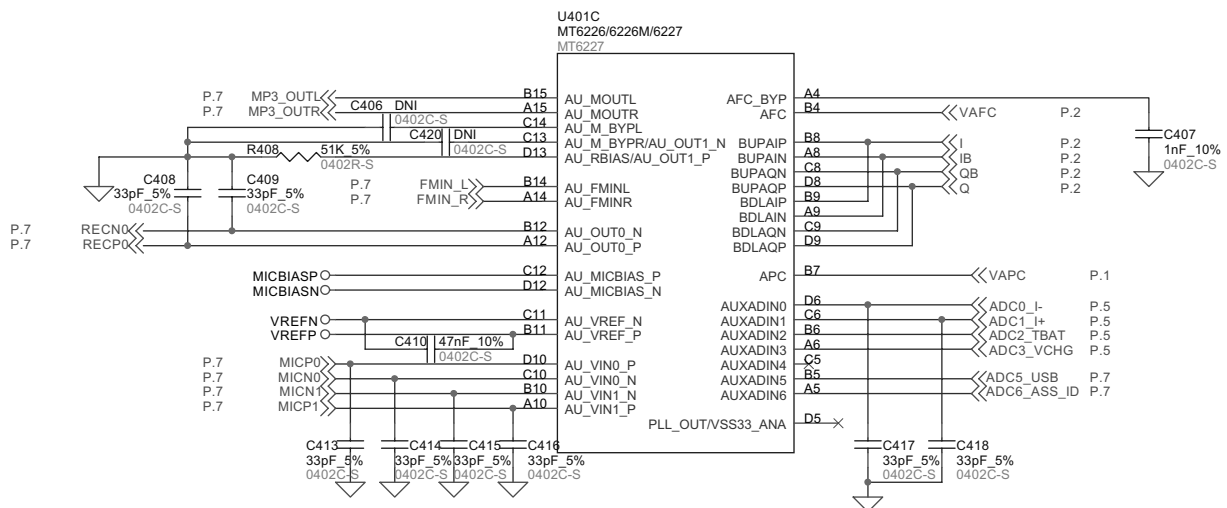 U401C
MT6226/6226M/6227
MT6227
P.7 MP3_OUTL B15 AU_MOUTL
P.7 MP3_OUTR A15 AU_MOUTR
C406 DNI
0402C-S
C14 AU_M_BYPL
C420 DNI
0402C-S
C13 AU_M_BYPR/AU_OUT1_N
R408 51K_5%
0402R-S
D13 AU_RBIAS/AU_OUT1_P
C408
33pF_5%
0402C-S
C409
33pF_5%
0402C-S
P.7 FMIN_L B14 AU_FMINL
P.7 FMIN_R A14 AU_FMINR
P.7 RECN0 B12 AU_OUT0_N
P.7 RECP0 A12 AU_OUT0_P
MICBIASP C12 AU_MICBIAS_P
MICBIASN D12 AU_MICBIAS_N
VREFN C11 AU_VREF_N
VREFP B11 AU_VREF_P
C410 47nF_10%
0402C-S
P.7 MICP0 D10 AU_VIN0_P
P.7 MICN0 C10 AU_VIN0_N
P.7 MICN1 B10 AU_VIN1_N
P.7 MICP1 A10 AU_VIN1_P
C413
33pF_5%
0402C-S
C414
33pF_5%
0402C-S
C415
33pF_5%
0402C-S
C416
33pF_5%
0402C-S
AFC_BYP A4
AFC B4 VAFC P.2
C407
1nF_10%
0402C-S
BUPAIP B8 I P.2
BUPAIN A8 IB P.2
BUPAQN C8 QB P.2
BUPAQP D8 Q P.2
BDLAIP B9
BDLAIN A9
BDLAQN C9
BDLAQP D9
APC B7 VAPC P.1
AUXADIN0 D6 ADC0_I- P.5
AUXADIN1 C6 ADC1_I+ P.5
AUXADIN2 B6 ADC2_TBAT P.5
AUXADIN3 A6 ADC3_VCHG P.5
AUXADIN4 C5
AUXADIN5 B5 ADC5_USB P.7
AUXADIN6 A5 ADC6_ASS_ID P.7
PLL_OUT/VSS33_ANA D5
C417
33pF_5%
0402C-S
C418
33pF_5%
0402C-S